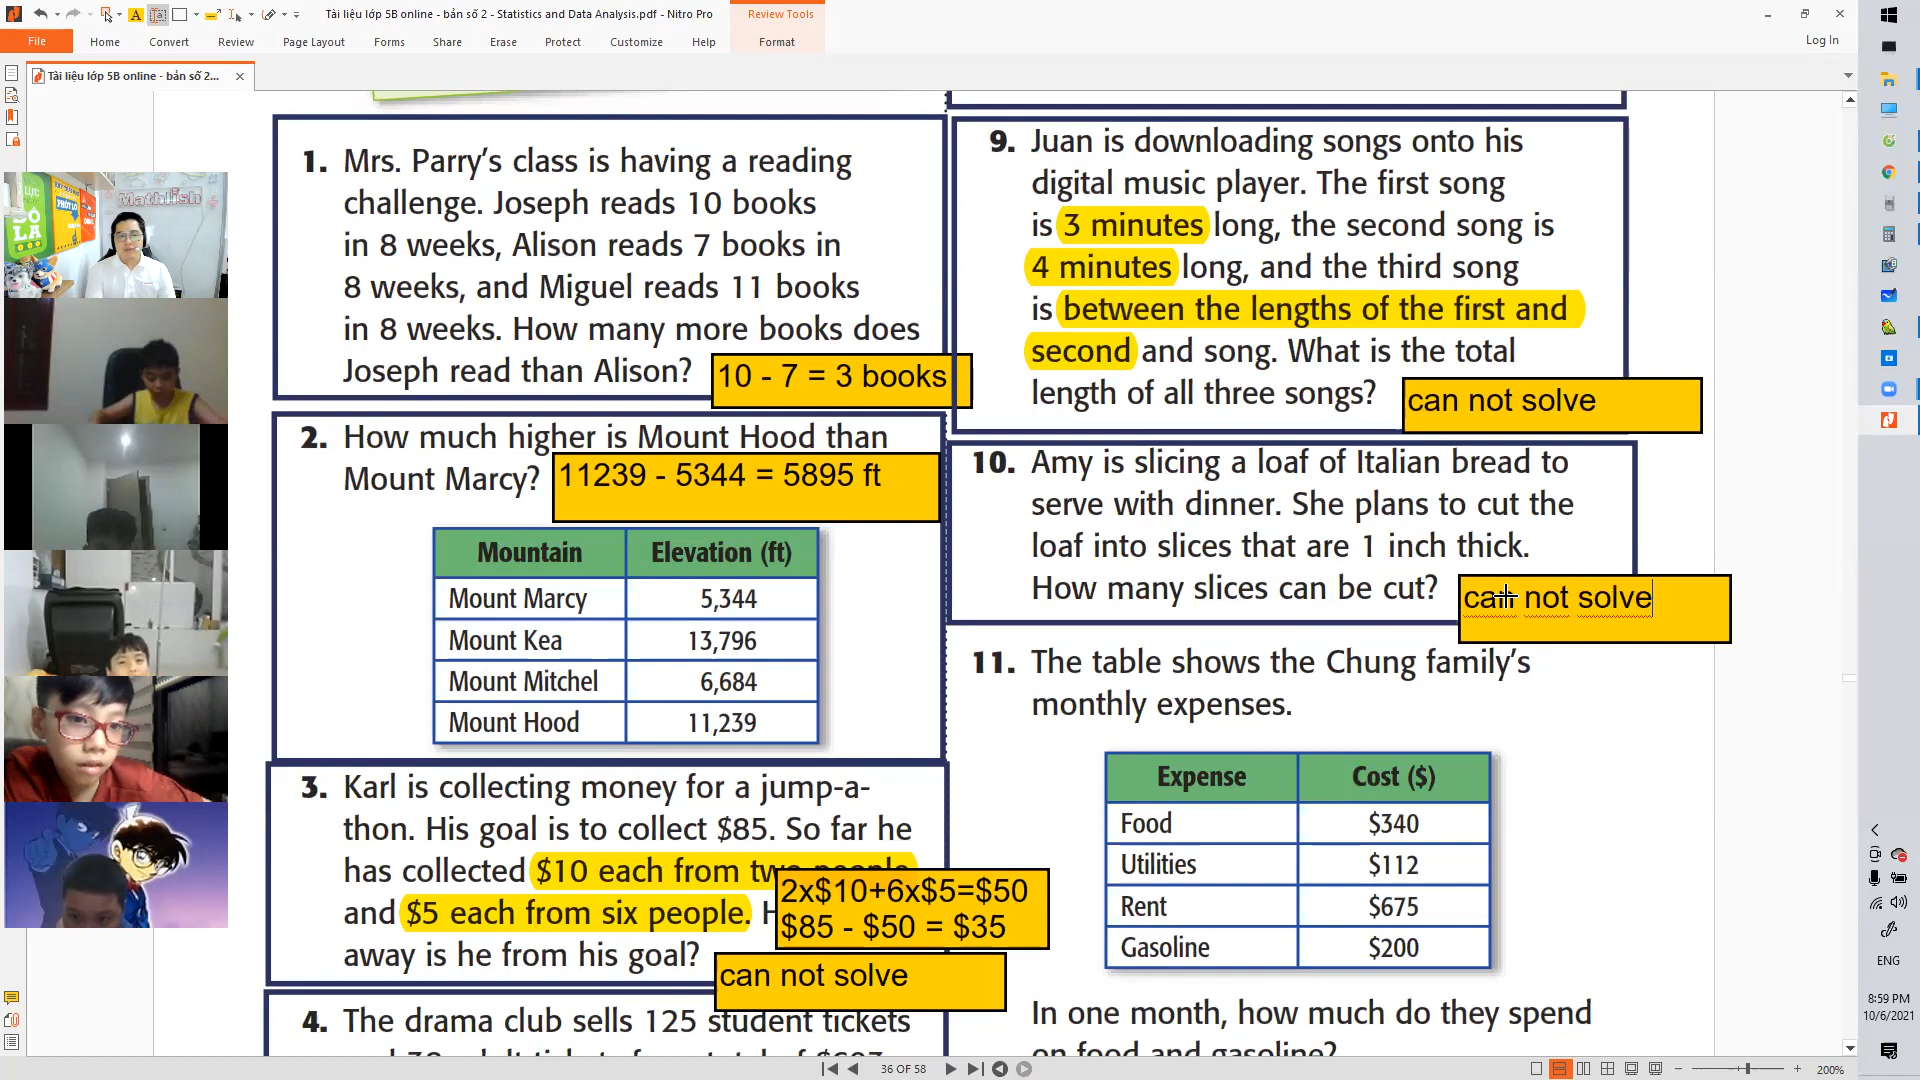 Tài liệu lớp 5B online - bản số 2 - Statistics and Data Analysis.pdf - Nitro Pro
Review Tools
File
Home
Convert
Review
Page Layout
Forms
Share
Erase
Protect
Customize
Help
Format
Log In
Tài liệu lớp 5B online - bản số 2...
1. Mrs. Parry's class is having a reading
challenge. Joseph reads 10 books
in 8 weeks, Alison reads 7 books in
8 weeks, and Miguel reads 11 books
in 8 weeks. How many more books does
Joseph read than Alison?
10 - 7 = 3 books
2. How much higher is Mount Hood than
Mount Marcy?
11239 - 5344 = 5895 ft
Mountain Elevation (ft)
Mount Marcy 5,344
Mount Kea 13,796
Mount Mitchel 6,684
Mount Hood 11,239
3. Karl is collecting money for a jump-a-
thon. His goal is to collect $85. So far he
has collected $10 each from two people
and $5 each from six people. H
away is he from his goal?
2x$10+6x$5=$50
$85 - $50 = $35
can not solve
4. The drama club sells 125 student tickets
9. Juan is downloading songs onto his
digital music player. The first song
is 3 minutes long, the second song is
4 minutes long, and the third song
is between the lengths of the first and
second and song. What is the total
length of all three songs?
can not solve
10. Amy is slicing a loaf of Italian bread to
serve with dinner. She plans to cut the
loaf into slices that are 1 inch thick.
How many slices can be cut?
can not solve
11. The table shows the Chung family's
monthly expenses.
Expense Cost ($)
Food $340
Utilities $112
Rent $675
Gasoline $200
In one month, how much do they spend
on food and gasoline?
Mathlish
36 OF 58
200%
ENG
8:59 PM
10/6/2021